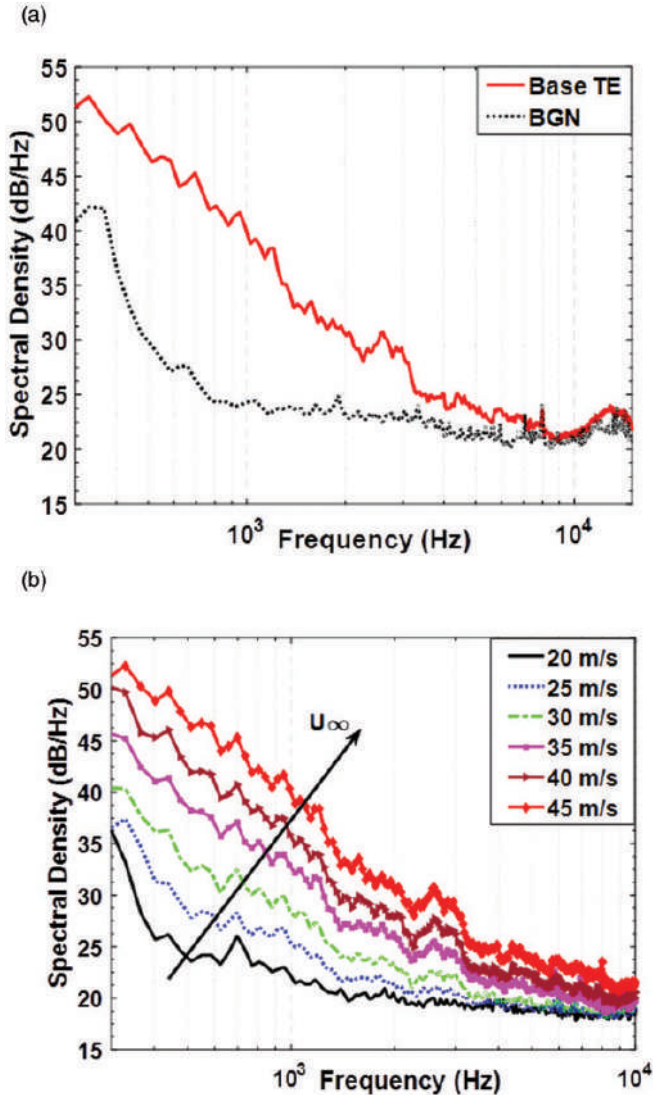 (a)
55
50
45
40
35
30
25
20
15
Spectral Density (dB/Hz)
Base TE
BGN
10³
10⁴
Frequency (Hz)
(b)
55
50
45
40
35
30
25
20
15
Spectral Density (dB/Hz)
U∞
20 m/s
25 m/s
30 m/s
35 m/s
40 m/s
45 m/s
10³
10⁴
Frequency (Hz)